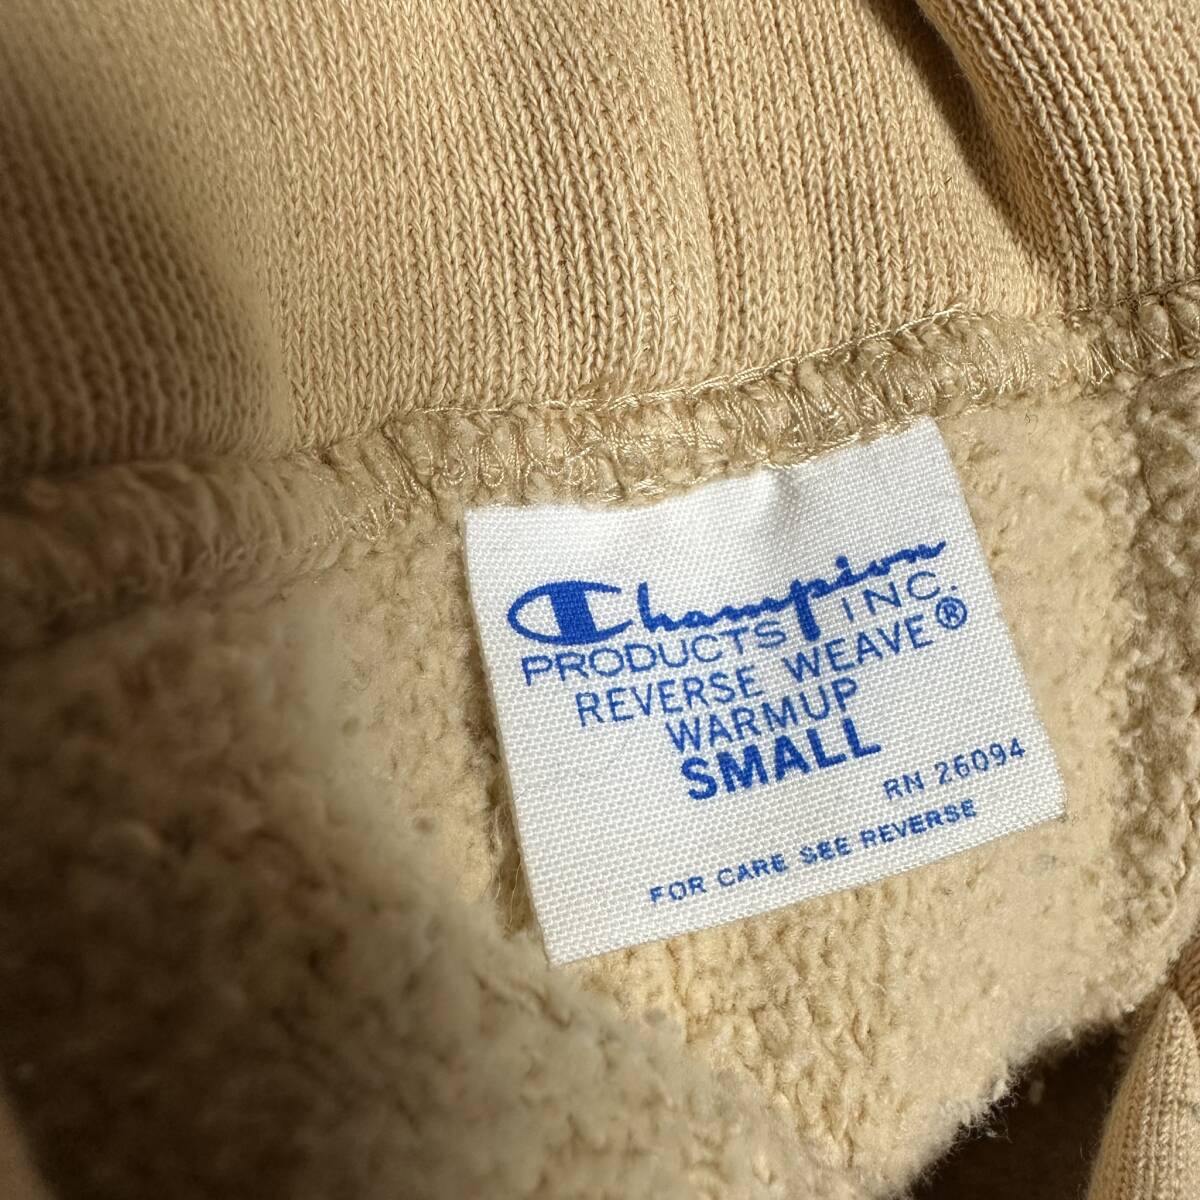 Champion
PRODUCTS INC.
REVERSE WEAVE®
WARMUP
SMALL
RN 26094
FOR CARE SEE REVERSE